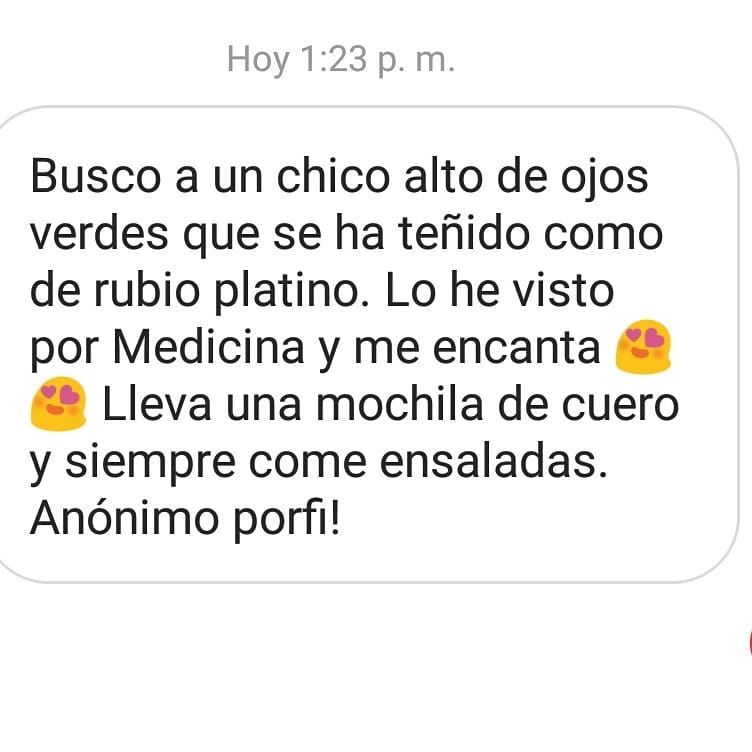 Hoy 1:23 p. m.
Busco a un chico alto de ojos
verdes que se ha teñido como
de rubio platino. Lo he visto
por Medicina y me encanta 😍
😍 Lleva una mochila de cuero
y siempre come ensaladas.
Anónimo porfi!